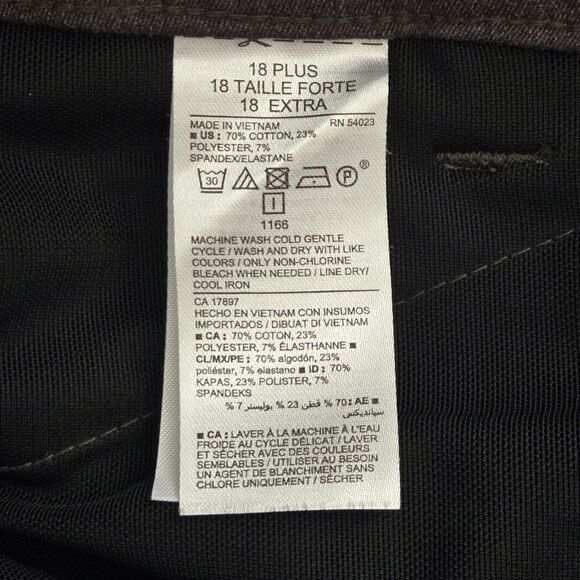 18 PLUS
18 TAILLE FORTE
18 EXTRA
MADE IN VIETNAM RN 54023
■ US: 70% COTTON, 23%
POLYESTER, 7%
SPANDEX/ELASTANE
30 P
I
1166
MACHINE WASH COLD GENTLE
CYCLE / WASH AND DRY WITH LIKE
COLORS / ONLY NON-CHLORINE
BLEACH WHEN NEEDED / LINE DRY/
COOL IRON
CA 17897
HECHO EN VIETNAM CON INSUMOS
IMPORTADOS / DIBUAT DI VIETNAM
■ CA: 70% COTON, 23%
POLYESTER, 7% ÉLASTHANNE ■
CL/MX/PE: 70% algodón, 23%
poliéster, 7% elastano ■ ID: 70%
KAPAS, 23% POLISTER, 7%
SPANDEKS
■ AE: 70 % قطن 23 % بوليستر 7 %
سباندیكس
■ CA: LAVER À LA MACHINE À L'EAU
FROIDE AU CYCLE DÉLICAT / LAVER
ET SÉCHER AVEC DES COULEURS
SEMBLABLES / UTILISER AU BESOIN
UN AGENT DE BLANCHIMENT SANS
CHLORE UNIQUEMENT / SÉCHER